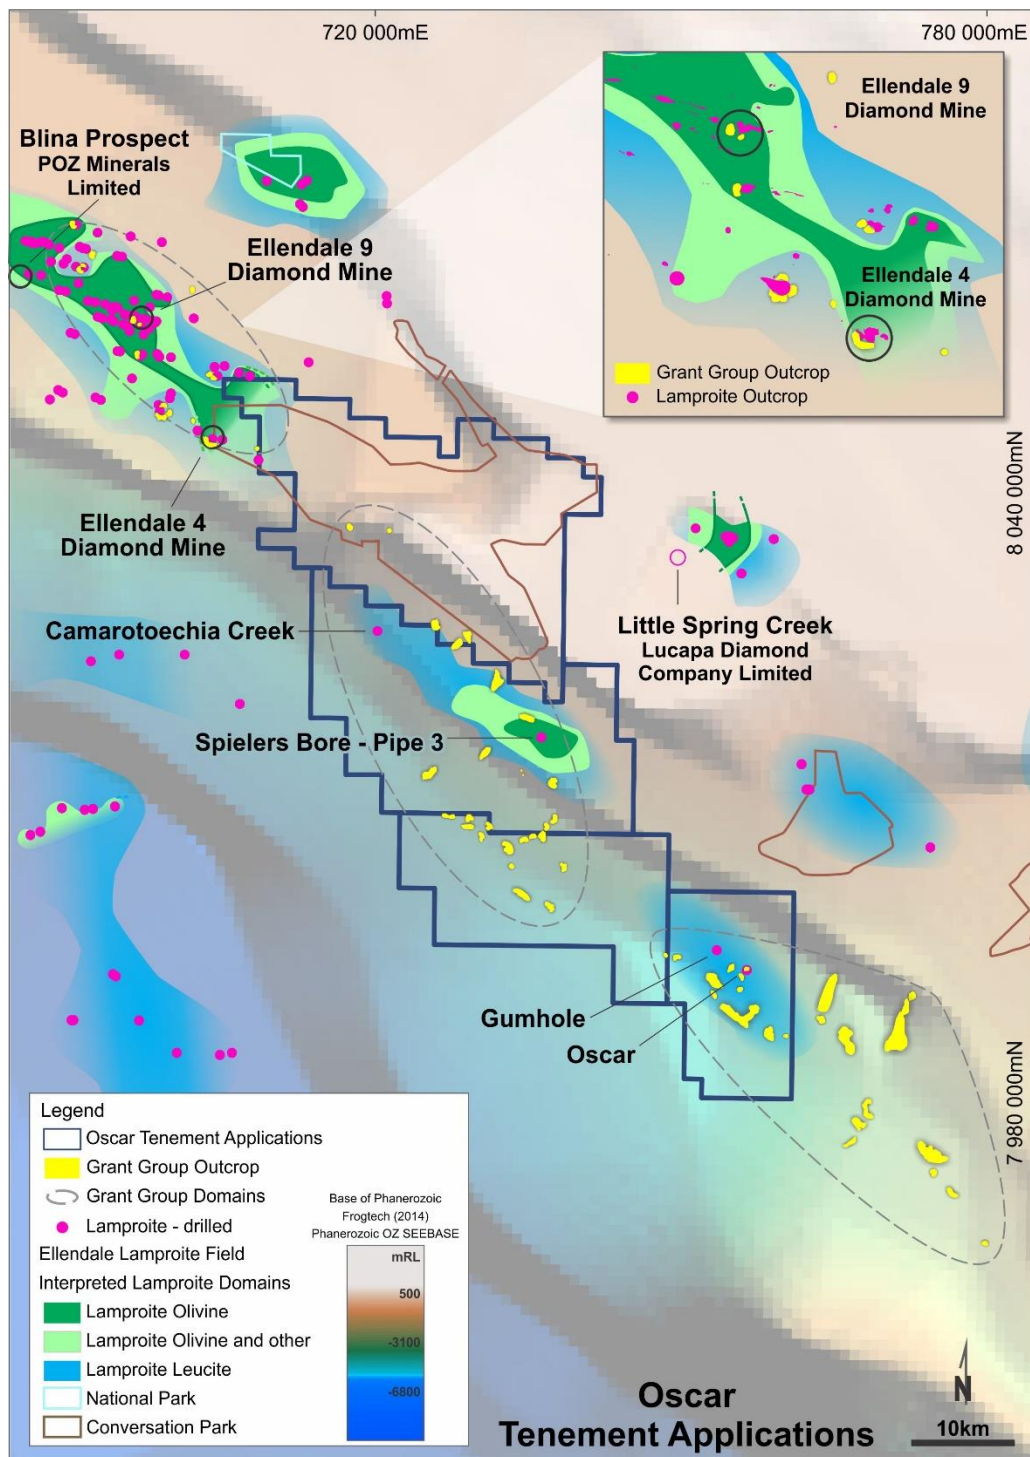 720 000mE
780 000mE
Ellendale 9
Diamond Mine
Ellendale 4
Diamond Mine
Grant Group Outcrop
Lamproite Outcrop
Blina Prospect
POZ Minerals
Limited
Ellendale 9
Diamond Mine
Ellendale 4
Diamond Mine
8 040 000mN
Camarotoechia Creek
Little Spring Creek
Lucapa Diamond
Company Limited
Spielers Bore - Pipe 3
Gumhole
Oscar
7 980 000mN
Legend
Oscar Tenement Applications
Grant Group Outcrop
Grant Group Domains
Lamproite - drilled
Ellendale Lamproite Field
Interpreted Lamproite Domains
Lamproite Olivine
Lamproite Olivine and other
Lamproite Leucite
National Park
Conversation Park
Base of Phanerozoic
Frogtech (2014)
Phanerozoic OZ SEEBASE
mRL
500
-3100
-6800
Oscar
Tenement Applications
N
10km